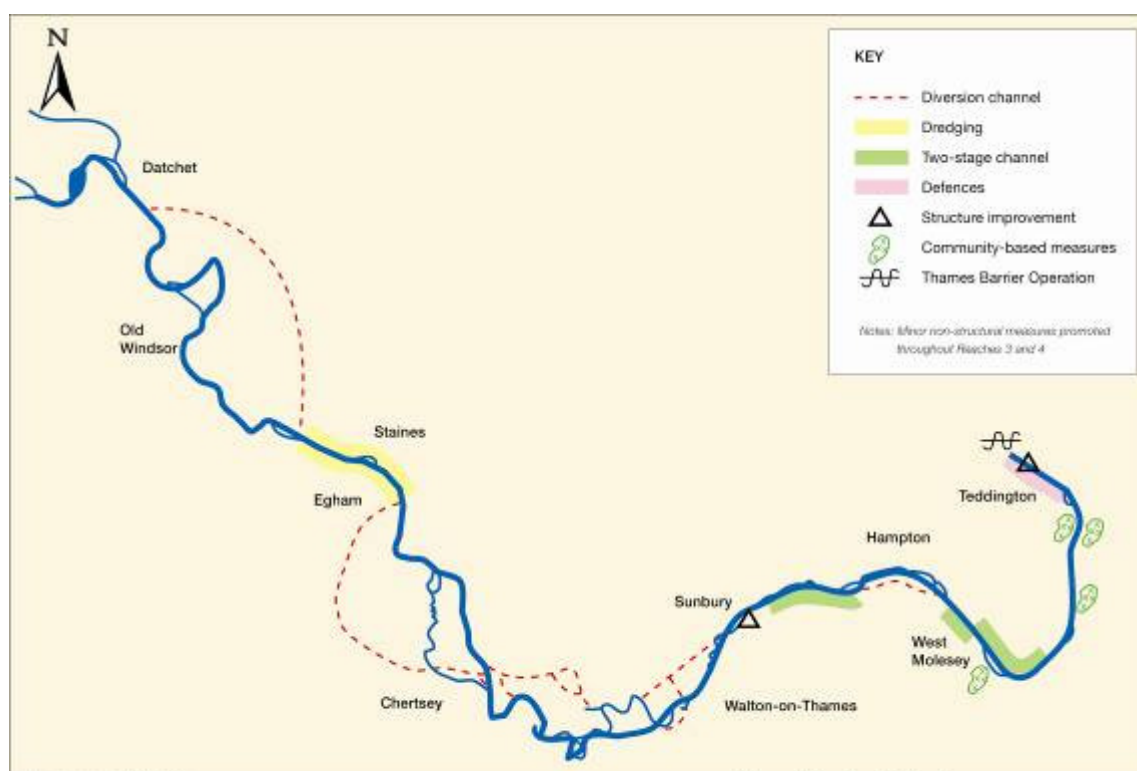 N
KEY
Diversion channel
Dredging
Two-stage channel
Defences
Structure improvement
Community-based measures
Thames Barrier Operation
Notes: Minor non-structural measures promoted
throughout Reaches 3 and 4
Datchet
Old
Windsor
Staines
Egham
Teddington
Hampton
Sunbury
West
Molesey
Chertsey
Walton-on-Thames